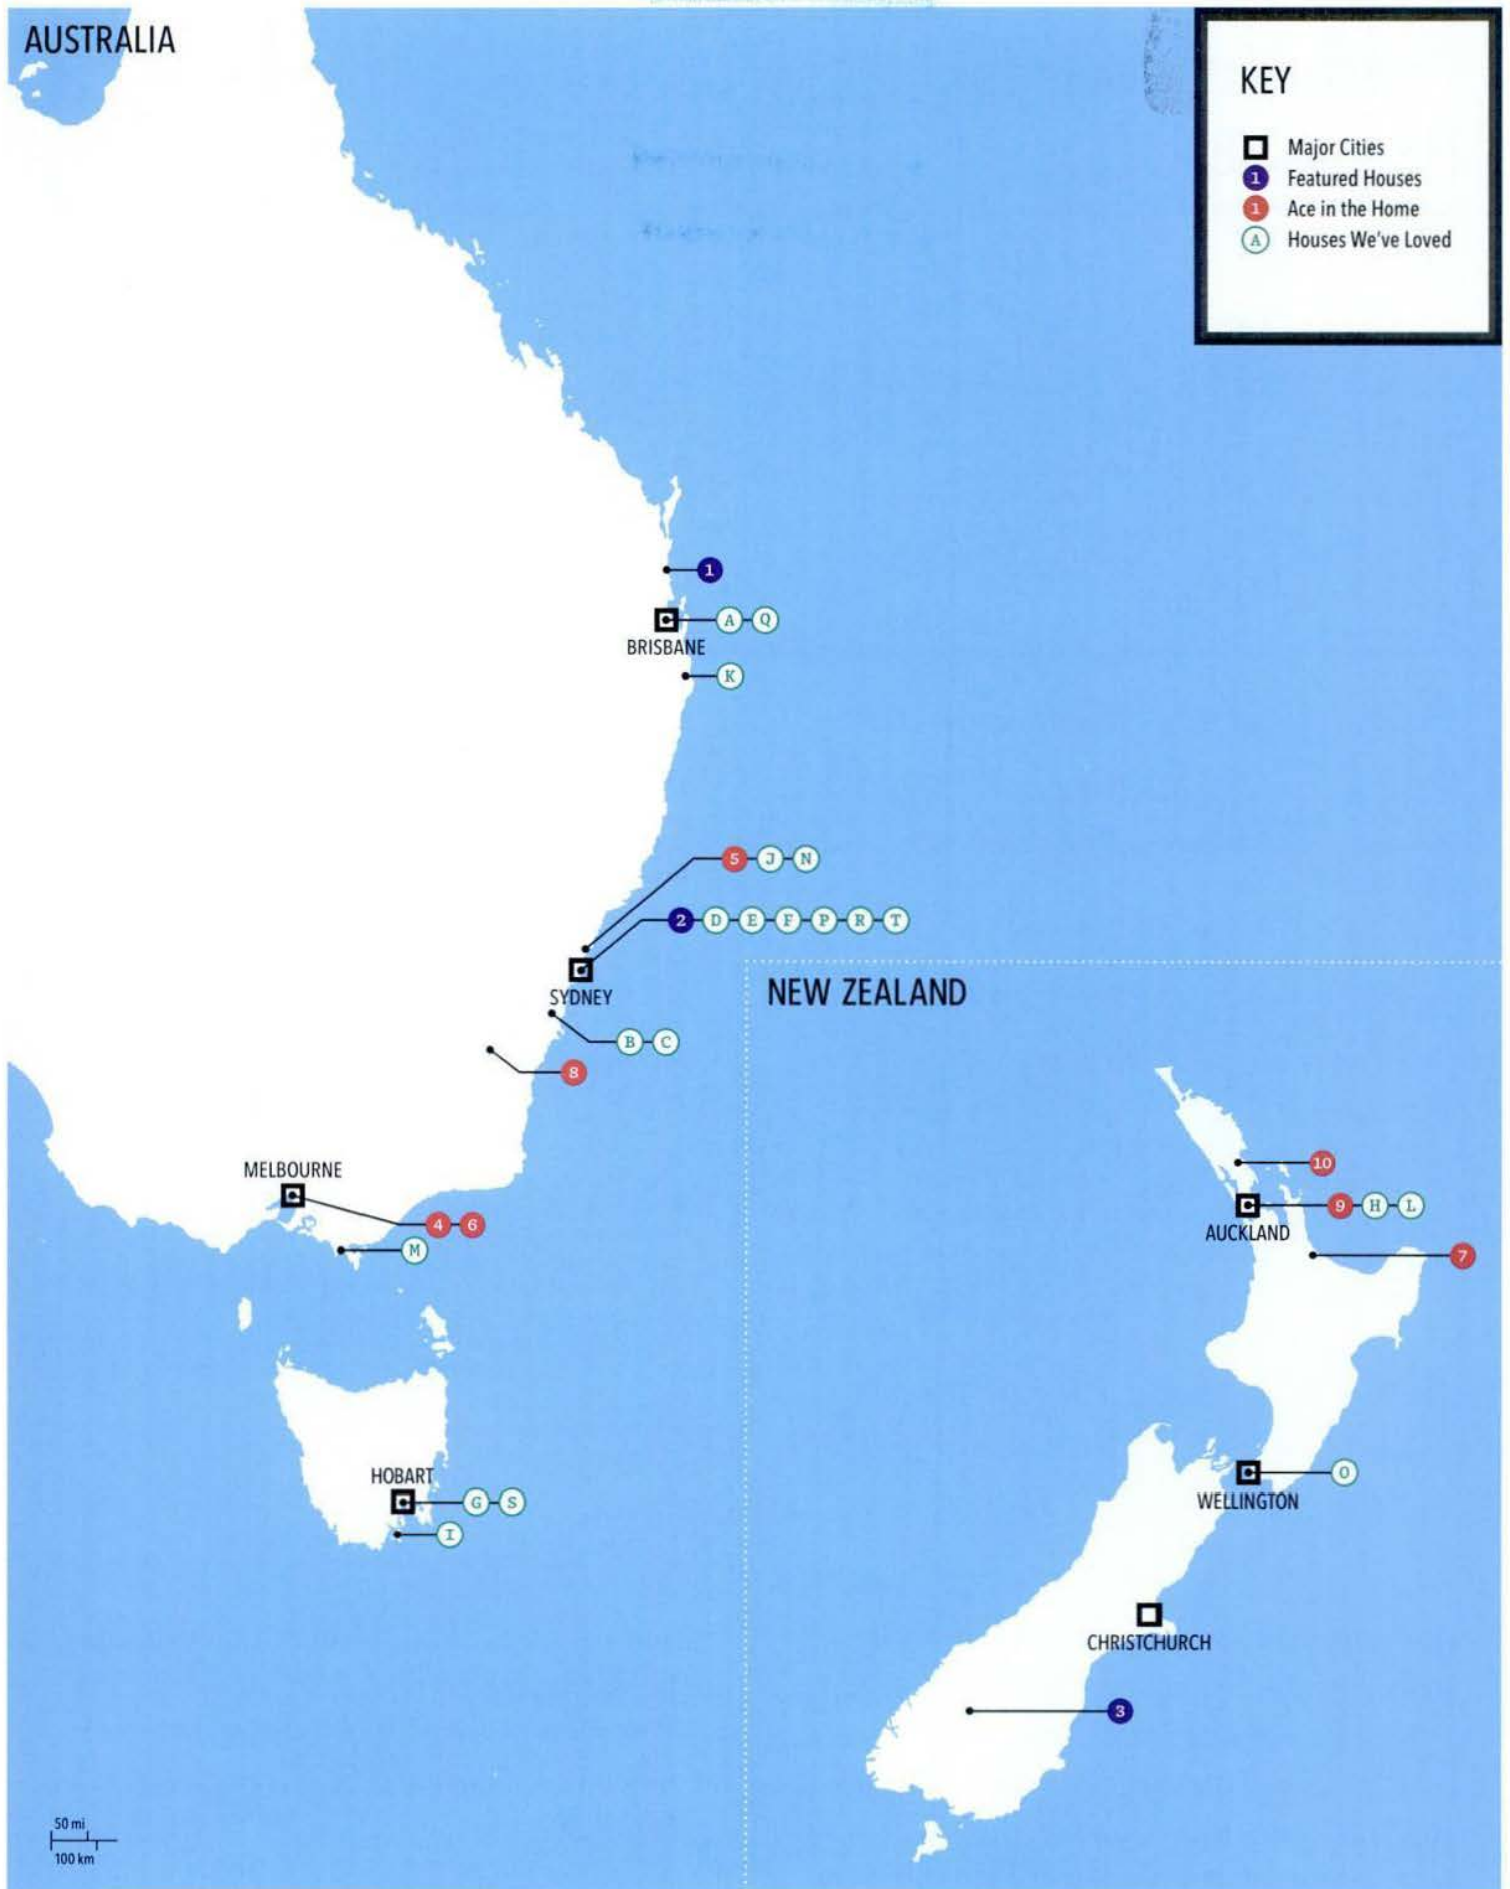 AUSTRALIA
KEY
Major Cities
1 Featured Houses
1 Ace in the Home
A Houses We've Loved
1
A Q
BRISBANE
K
5 J N
2 D E F P R T
SYDNEY
NEW ZEALAND
B C
8
MELBOURNE
4 6
M
10
9 H L
AUCKLAND
7
HOBART
G S
I
O
WELLINGTON
CHRISTCHURCH
3
50 mi
100 km